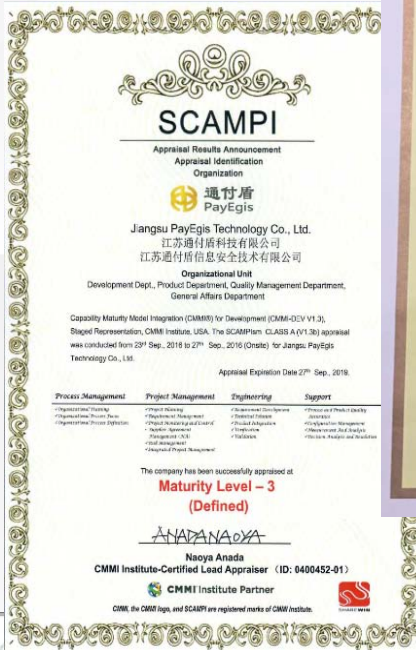 SCAMPI
Appraisal Results Announcement
Appraisal Identification
Organization
通付盾
PayEgis
Jiangsu PayEgis Technology Co., Ltd.
江苏通付盾科技有限公司
江苏通付盾信息安全技术有限公司
Organizational Unit
Development Dept., Product Department, Quality Management Department,
General Affairs Department
Capability Maturity Model Integration (CMMI®) for Development (CMMI-DEV V1.3),
Staged Representation, CMMI Institute, USA. The SCAMPIsm CLASS A (V1.3b) appraisal
was conducted from 23rd Sep., 2016 to 27th Sep., 2016 (Onsite) for Jiangsu PayEgis
Technology Co., Ltd.
Appraisal Expiration Date 27th Sep., 2019.
Process Management Project Management Engineering Support
Organizational Training
Organizational Process Focus
Organizational Process Definition
Project Planning
Requirement Management
Project Monitoring and Control
Supplier Agreement
Management
Risk Management
Integrated Project Management
Requirement Development
Technical Solution
Product Integration
Verification
Validation
Process and Product Quality
Assurance
Configuration Management
Measurement And Analysis
Decision Analysis and Resolution
The company has been successfully appraised at
Maturity Level – 3
(Defined)
ANADANAOYA
Naoya Anada
CMMI Institute-Certified Lead Appraiser (ID: 0400452-01)
CMMI Institute Partner
CMMI, the CMMI logo, and SCAMPI are registered marks of CMMI Institute.